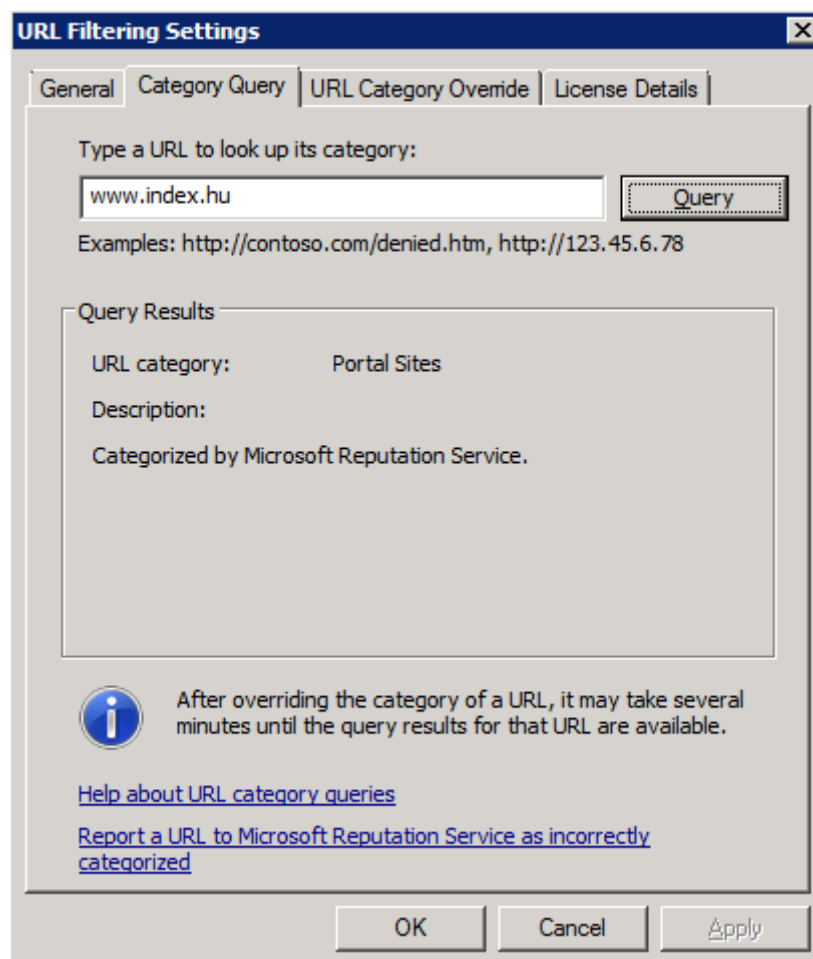 URL Filtering Settings
General Category Query URL Category Override License Details
Type a URL to look up its category:
www.index.hu Query
Examples: http://contoso.com/denied.htm, http://123.45.6.78
Query Results
URL category: Portal Sites
Description:
Categorized by Microsoft Reputation Service.
After overriding the category of a URL, it may take several
minutes until the query results for that URL are available.
Help about URL category queries
Report a URL to Microsoft Reputation Service as incorrectly
categorized
OK Cancel Apply